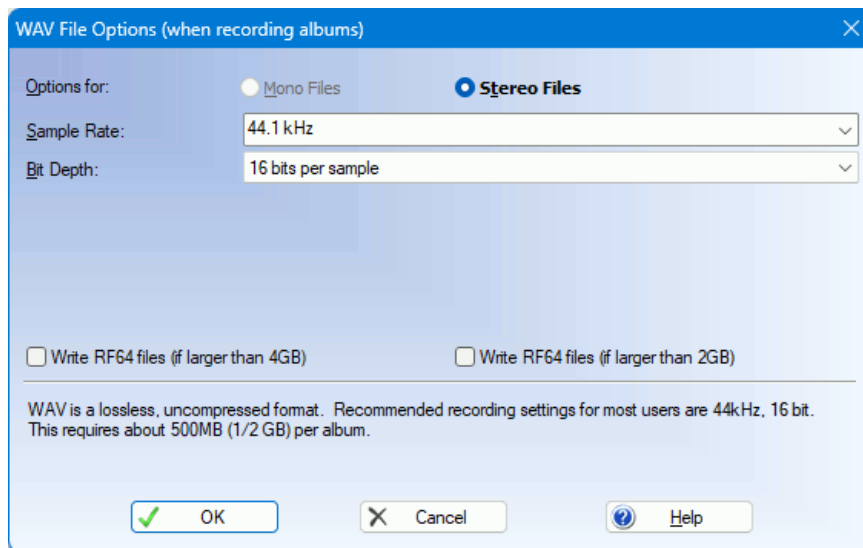 WAV File Options (when recording albums)
Options for: Mono Files Stereo Files
Sample Rate: 44.1 kHz
Bit Depth: 16 bits per sample
Write RF64 files (if larger than 4GB) Write RF64 files (if larger than 2GB)
WAV is a lossless, uncompressed format. Recommended recording settings for most users are 44kHz, 16 bit.
This requires about 500MB (1/2 GB) per album.
OK Cancel Help